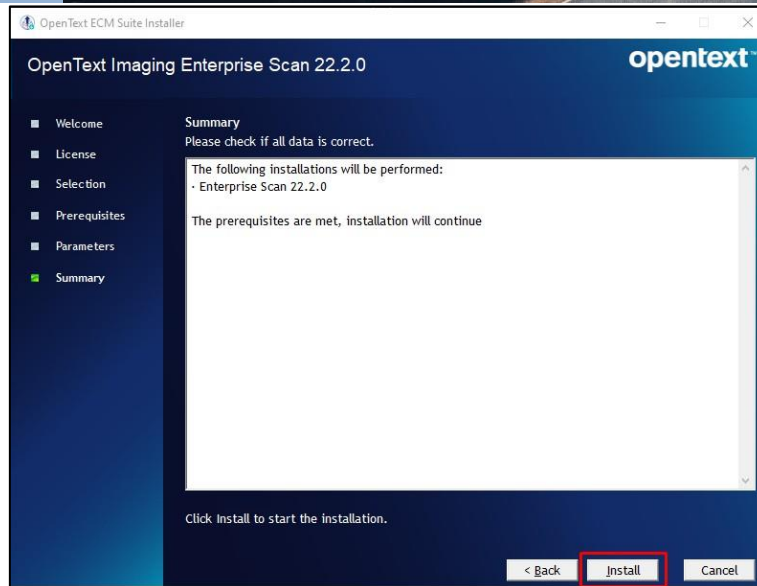 OpenText ECM Suite Installer
OpenText Imaging Enterprise Scan 22.2.0
opentext™
Welcome
License
Selection
Prerequisites
Parameters
Summary
Summary
Please check if all data is correct.
The following installations will be performed:
· Enterprise Scan 22.2.0
The prerequisites are met, installation will continue
Click Install to start the installation.
< Back
Install
Cancel